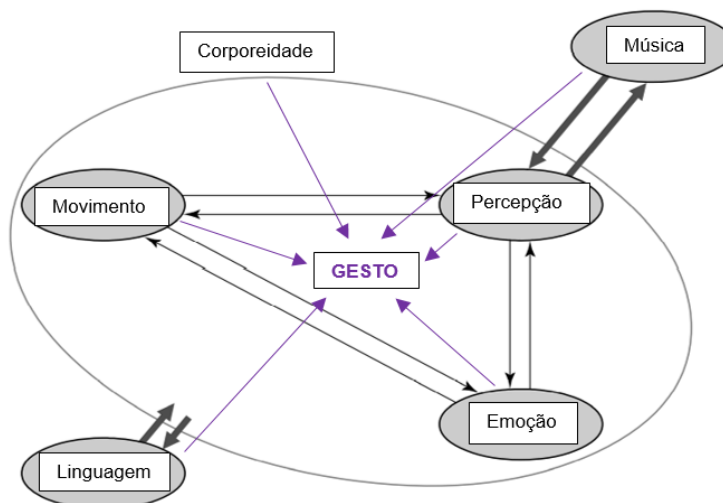 Música
Corporeidade
Movimento
Percepção
GESTO
Emoção
Linguagem